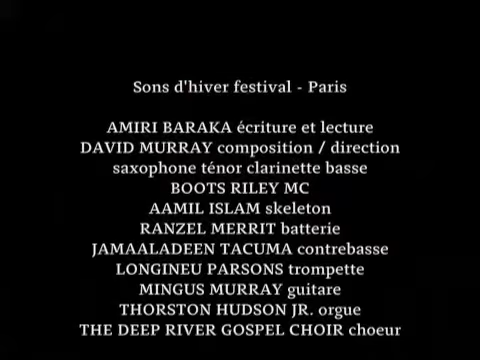 Sons d'hiver festival - Paris
AMIRI BARAKA écriture et lecture
DAVID MURRAY composition / direction
saxophone ténor clarinette basse
BOOTS RILEY MC
AAMIL ISLAM skeleton
RANZEL MERRIT batterie
JAMAALADEEN TACUMA contrebasse
LONGINEU PARSONS trompette
MINGUS MURRAY guitare
THORSTON HUDSON JR. orgue
THE DEEP RIVER GOSPEL CHOIR choeur